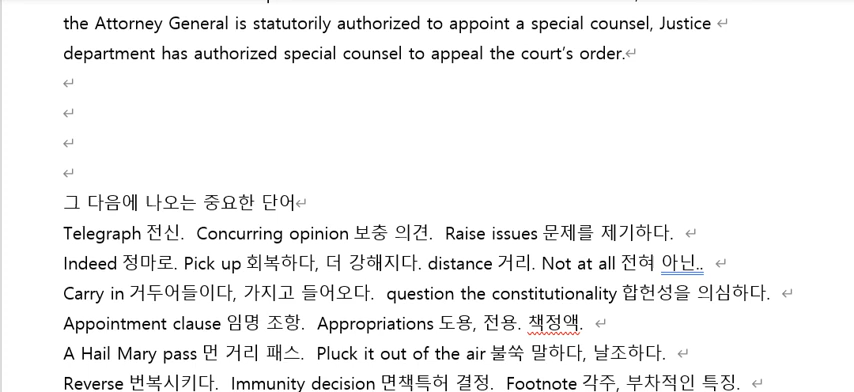 the Attorney General is statutorily authorized to appoint a special counsel, Justice
department has authorized special counsel to appeal the court's order.
그 다음에 나오는 중요한 단어
Telegraph 전신.  Concurring opinion 보충 의견.  Raise issues 문제를 제기하다.
Indeed 정마로. Pick up 회복하다, 더 강해지다. distance 거리. Not at all 전혀 아닌..
Carry in 거두어들이다, 가지고 들어오다.  question the constitutionality 합헌성을 의심하다.
Appointment clause 임명 조항.  Appropriations 도용, 전용. 책정액.
A Hail Mary pass 먼 거리 패스.  Pluck it out of the air 불쑥 말하다, 날조하다.
Reverse 번복시키다.  Immunity decision 면책특허 결정.  Footnote 각주, 부차적인 특징.